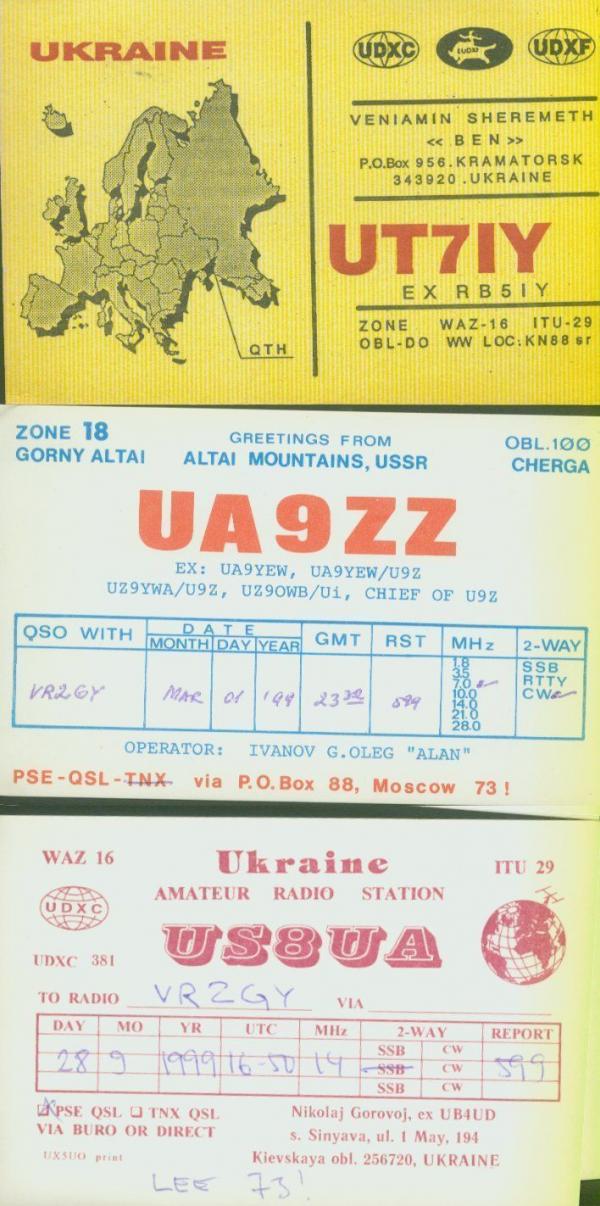 UKRAINE
UDXC EUDXF UDXF
VENIAMIN SHEREMETH
<< BEN >>
P.O.Box 956.KRAMATORSK
343920.UKRAINE
UT7IY
EX RB5IY
ZONE WAZ-16 ITU-29
OBL-DO WW LOC:KN88 sr
QTH
ZONE 18 GREETINGS FROM OBL.100
GORNY ALTAI ALTAI MOUNTAINS, USSR CHERGA
UA9ZZ
EX: UA9YEW, UA9YEW/U9Z
UZ9YWA/U9Z, UZ9OWB/Ui, CHIEF OF U9Z
QSO WITH DATE GMT RST MHz 2-WAY
MONTH DAY YEAR
VR2GY MAR 01 '99 23 599
1.8
3.5
7.0
10.0
14.0
21.0
28.0
SSB
RTTY
CW
OPERATOR: IVANOV G.OLEG "ALAN"
PSE-QSL-TNX via P.O.Box 88, Moscow 73!
WAZ 16 Ukraine ITU 29
AMATEUR RADIO STATION
UDXC
US8UA
UDXC 381
TO RADIO VR2GY VIA
DAY MO YR UTC MHz 2-WAY REPORT
SSB CW
28 9 1999 16-50 14 SSB CW 599
SSB CW
PSE QSL TNX QSL
VIA BURO OR DIRECT
UX5UO print
Nikolaj Gorovoj, ex UB4UD
s. Sinyava, ul. 1 May, 194
Kievskaya obl. 256720, UKRAINE
LEE 73!